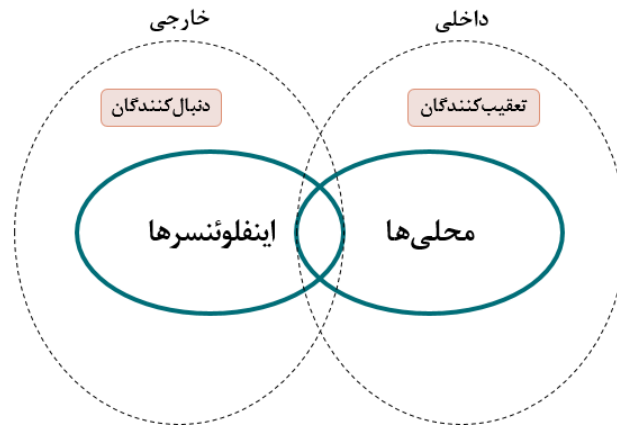 داخلی
خارجی
تعقیب‌کنندگان
دنبال‌کنندگان
محلی‌ها
اینفلوئنسرها